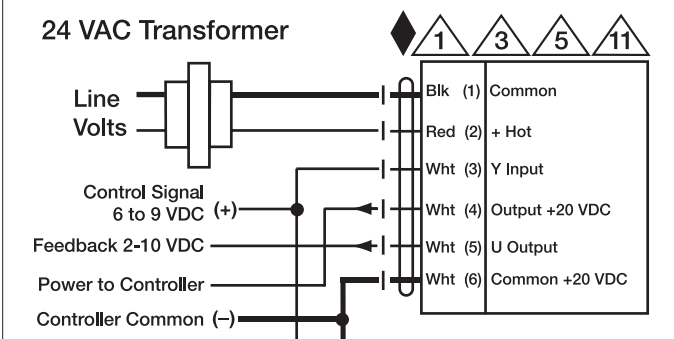 24 VAC Transformer
1 3 5 11
Line
Volts
Blk (1) Common
Red (2) + Hot
Wht (3) Y Input
Control Signal
6 to 9 VDC (+)
Wht (4) Output +20 VDC
Feedback 2-10 VDC
Wht (5) U Output
Power to Controller
Wht (6) Common +20 VDC
Controller Common (–)